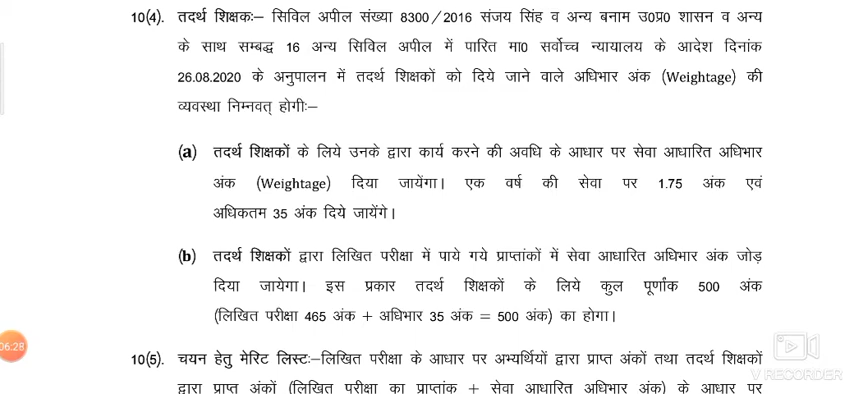 10(4). तदर्थ शिक्षकः– सिविल अपील संख्या 8300/2016 संजय सिंह व अन्य बनाम उ0प्र0 शासन व अन्य
के साथ सम्बद्ध 16 अन्य सिविल अपील में पारित मा0 सर्वोच्च न्यायालय के आदेश दिनांक
26.08.2020 के अनुपालन में तदर्थ शिक्षकों को दिये जाने वाले अधिभार अंक (Weightage) की
व्यवस्था निम्नवत् होगीः–
(a) तदर्थ शिक्षकों के लिये उनके द्वारा कार्य करने की अवधि के आधार पर सेवा आधारित अधिभार
अंक (Weightage) दिया जायेंगा। एक वर्ष की सेवा पर 1.75 अंक एवं
अधिकतम 35 अंक दिये जायेंगे।
(b) तदर्थ शिक्षकों द्वारा लिखित परीक्षा में पाये गये प्राप्तांकों में सेवा आधारित अधिभार अंक जोड़
दिया जायेगा। इस प्रकार तदर्थ शिक्षकों के लिये कुल पूर्णांक 500 अंक
(लिखित परीक्षा 465 अंक + अधिभार 35 अंक = 500 अंक) का होगा।
06:28
10(5). चयन हेतु मेरिट लिस्टः–लिखित परीक्षा के आधार पर अभ्यर्थियों द्वारा प्राप्त अंकों तथा तदर्थ शिक्षकों
V RECORDER
द्वारा प्राप्त अंकों (लिखित परीक्षा का प्राप्तांक + सेवा आधारित अधिभार अंक) के आधार पर